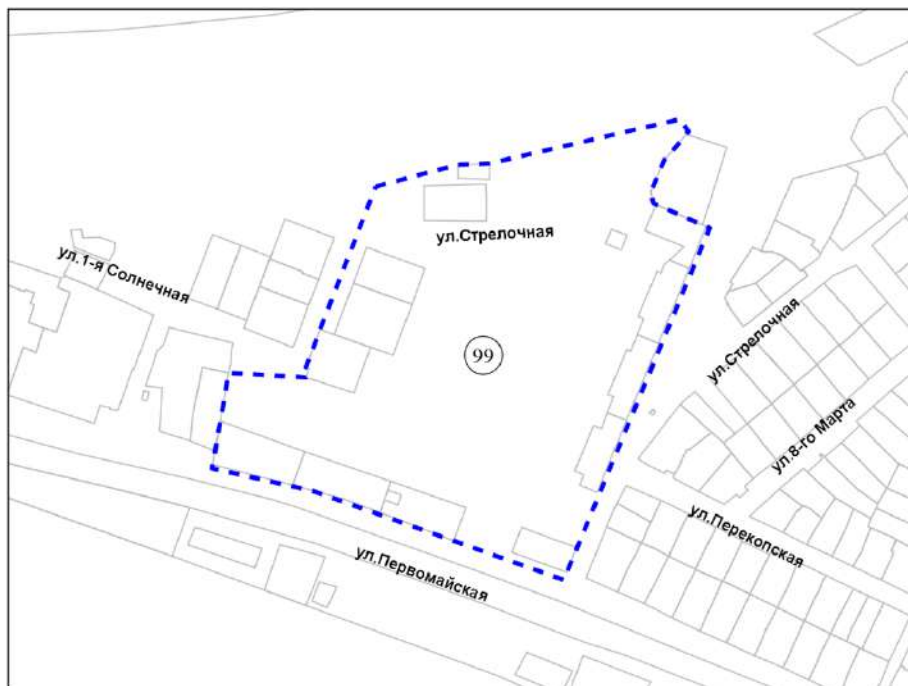 ул.Стрелочная
ул.1-я Солнечная
99
ул.Стрелочная
ул.8-го Марта
ул.Перекопская
ул.Первомайская